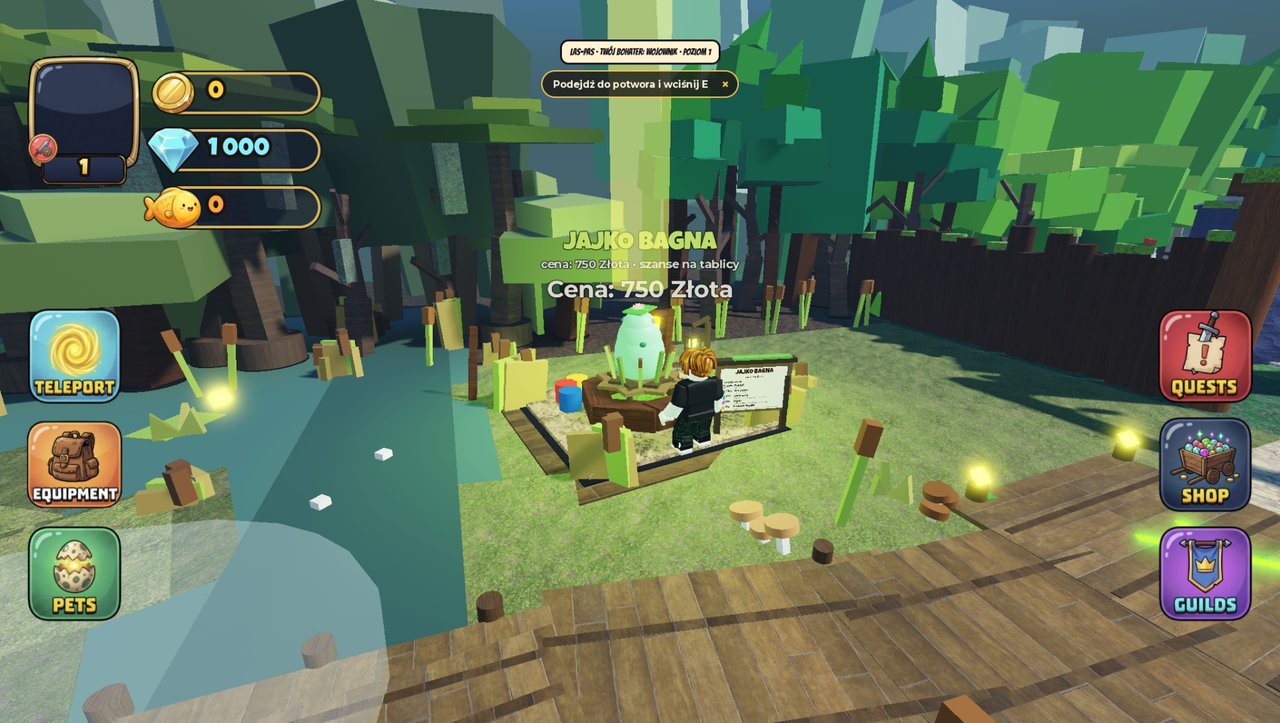 LAS-PAS · TWÓJ BOHATER: WOJOWNIK · POZIOM 1
Podejdź do potwora i wciśnij E ×
0
1000
1
0
JAJKO BAGNA
cena: 750 Złota · szanse na tablicy
Cena: 750 Złota
JAJKO BAGNA
TELEPORT
QUESTS
EQUIPMENT
SHOP
PETS
GUILDS